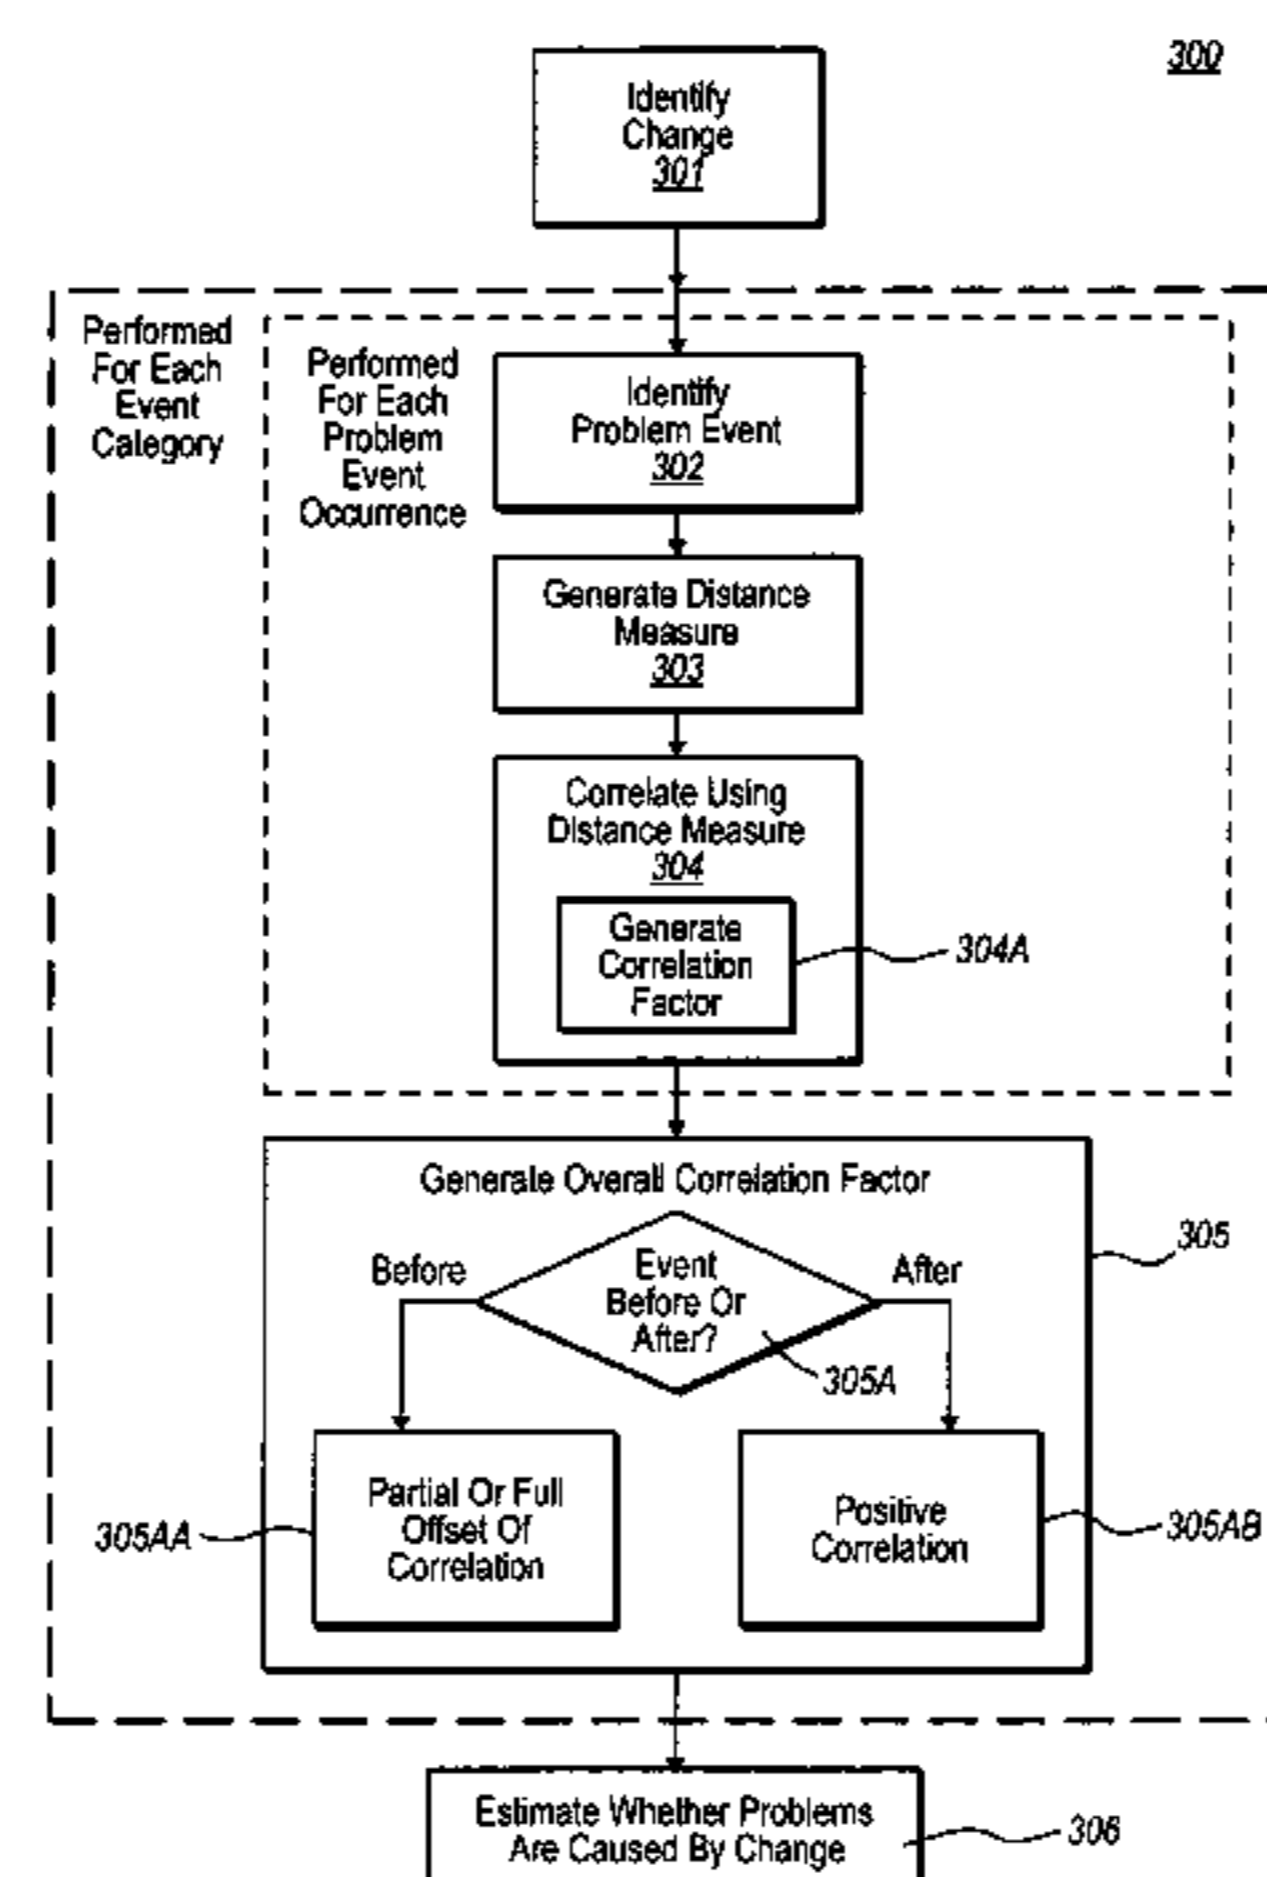 300
Identify
Change
301
Performed
For Each
Event
Category
Performed
For Each
Problem
Event
Occurrence
Identify
Problem Event
302
Generate Distance
Measure
303
Correlate Using
Distance Measure
304
Generate
Correlation
Factor
304A
Generate Overall Correlation Factor
305
Before
Event
Before Or
After?
After
305A
Partial Or Full
Offset Of
Correlation
305AA
Positive
Correlation
305AB
Estimate Whether Problems
Are Caused By Change
306